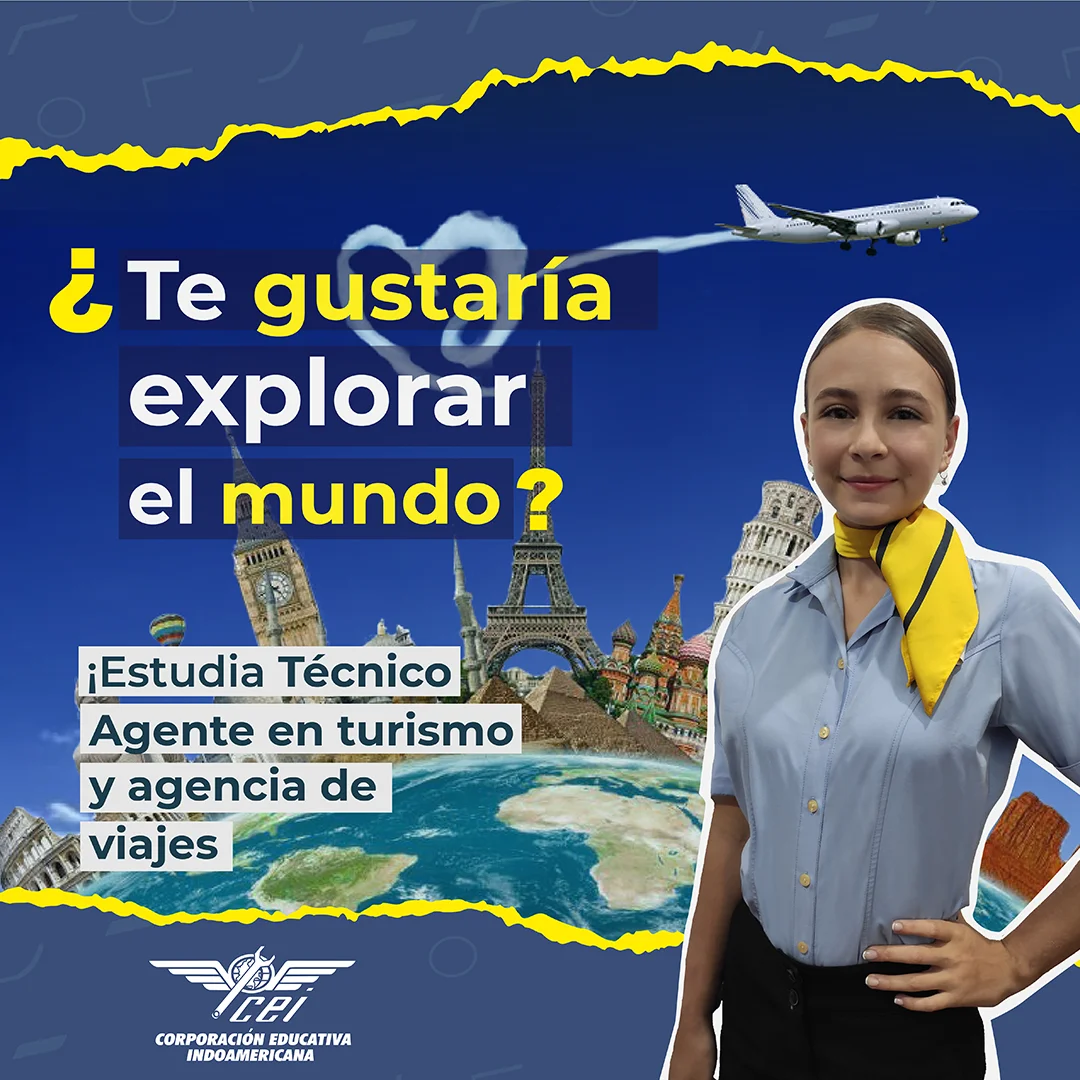 ¿Te gustaría
explorar
el mundo?
¡Estudia Técnico
Agente en turismo
y agencia de
viajes
cei
CORPORACIÓN EDUCATIVA
INDOAMERICANA